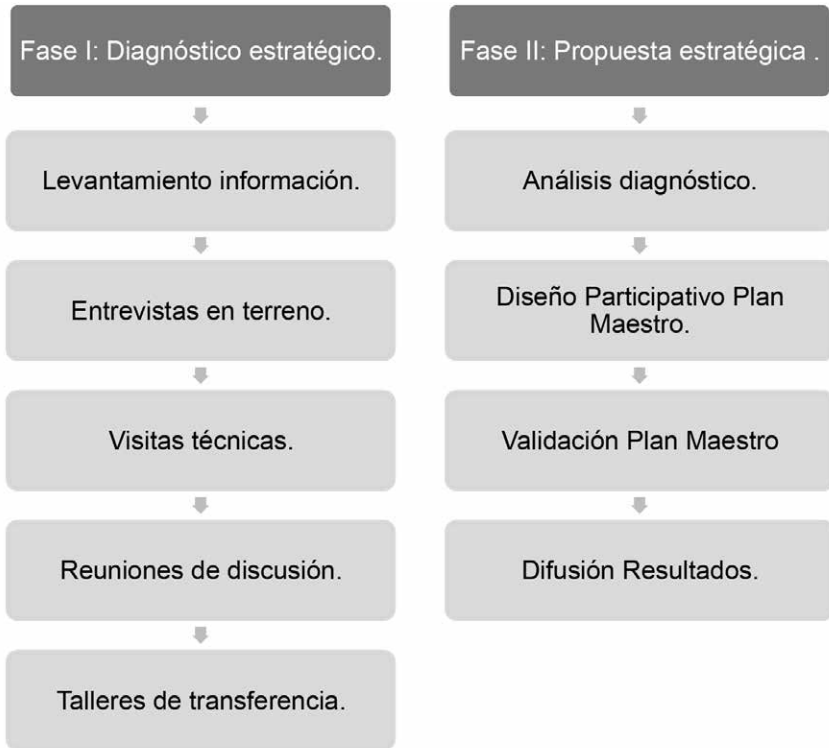 Fase I: Diagnóstico estratégico.
Levantamiento información.
Entrevistas en terreno.
Visitas técnicas.
Reuniones de discusión.
Talleres de transferencia.
Fase II: Propuesta estratégica .
Análisis diagnóstico.
Diseño Participativo Plan
Maestro.
Validación Plan Maestro
Difusión Resultados.